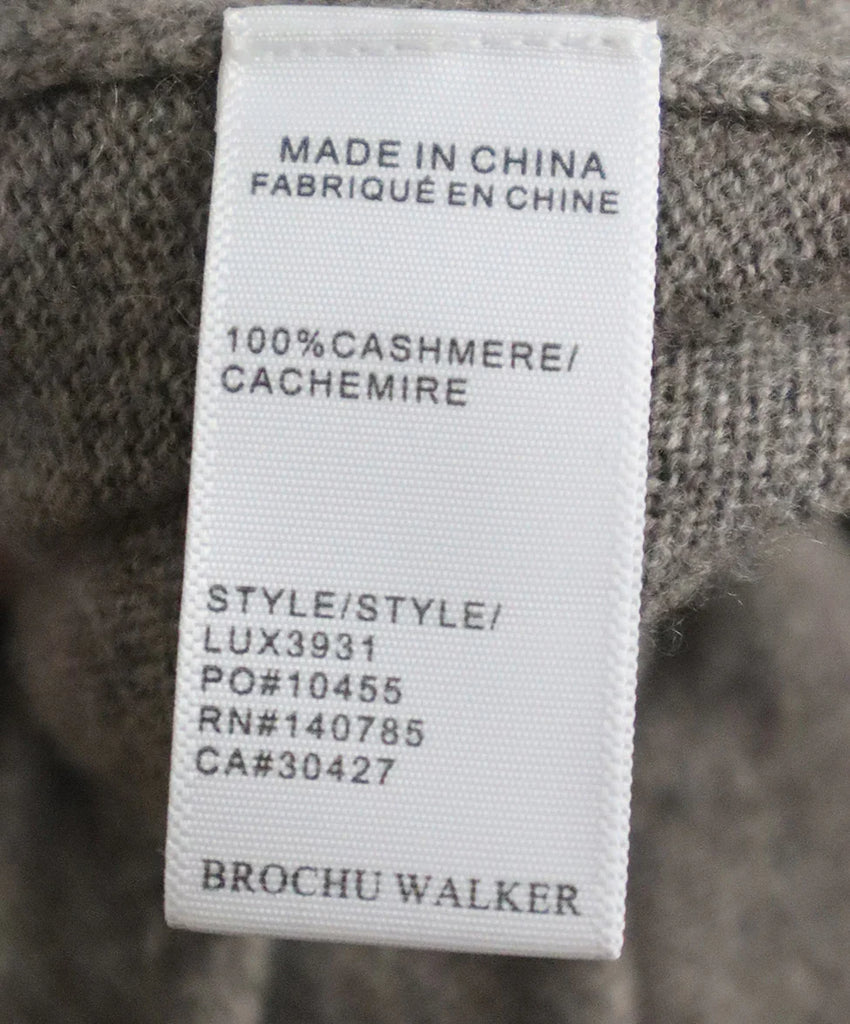 MADE IN CHINA
FABRIQUÉ EN CHINE
100%CASHMERE/
CACHEMIRE
STYLE/STYLE/
LUX3931
PO#10455
RN#140785
CA#30427
BROCHU WALKER